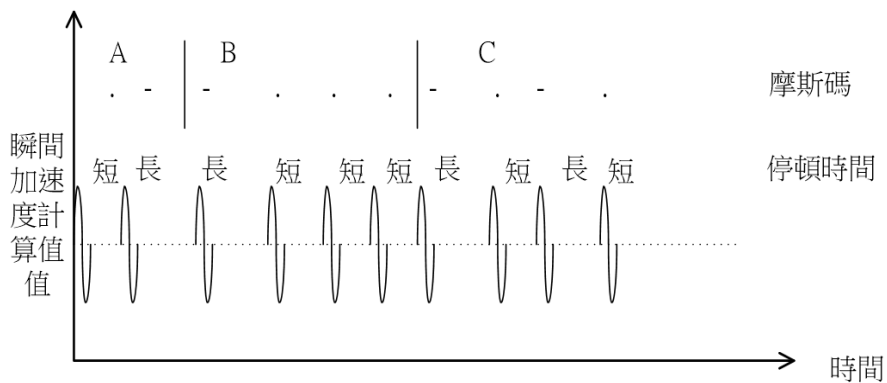 A B C
. - - . . . - . - . 摩斯碼
瞬間
加速
度計
算值
值
短 長 長 短 短 短 長 短 長 短 停頓時間
時間